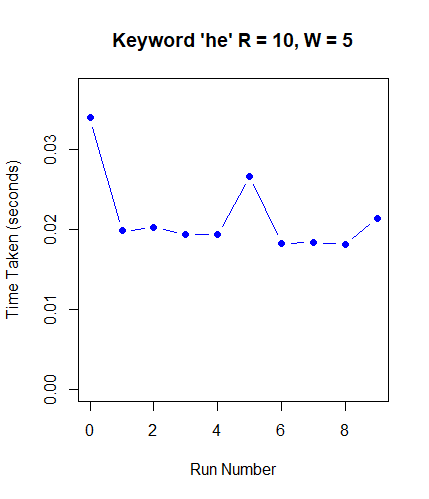 Keyword 'he' R = 10, W = 5
Time Taken (seconds)
0.03
0.02
0.01
0.00
0 2 4 6 8
Run Number